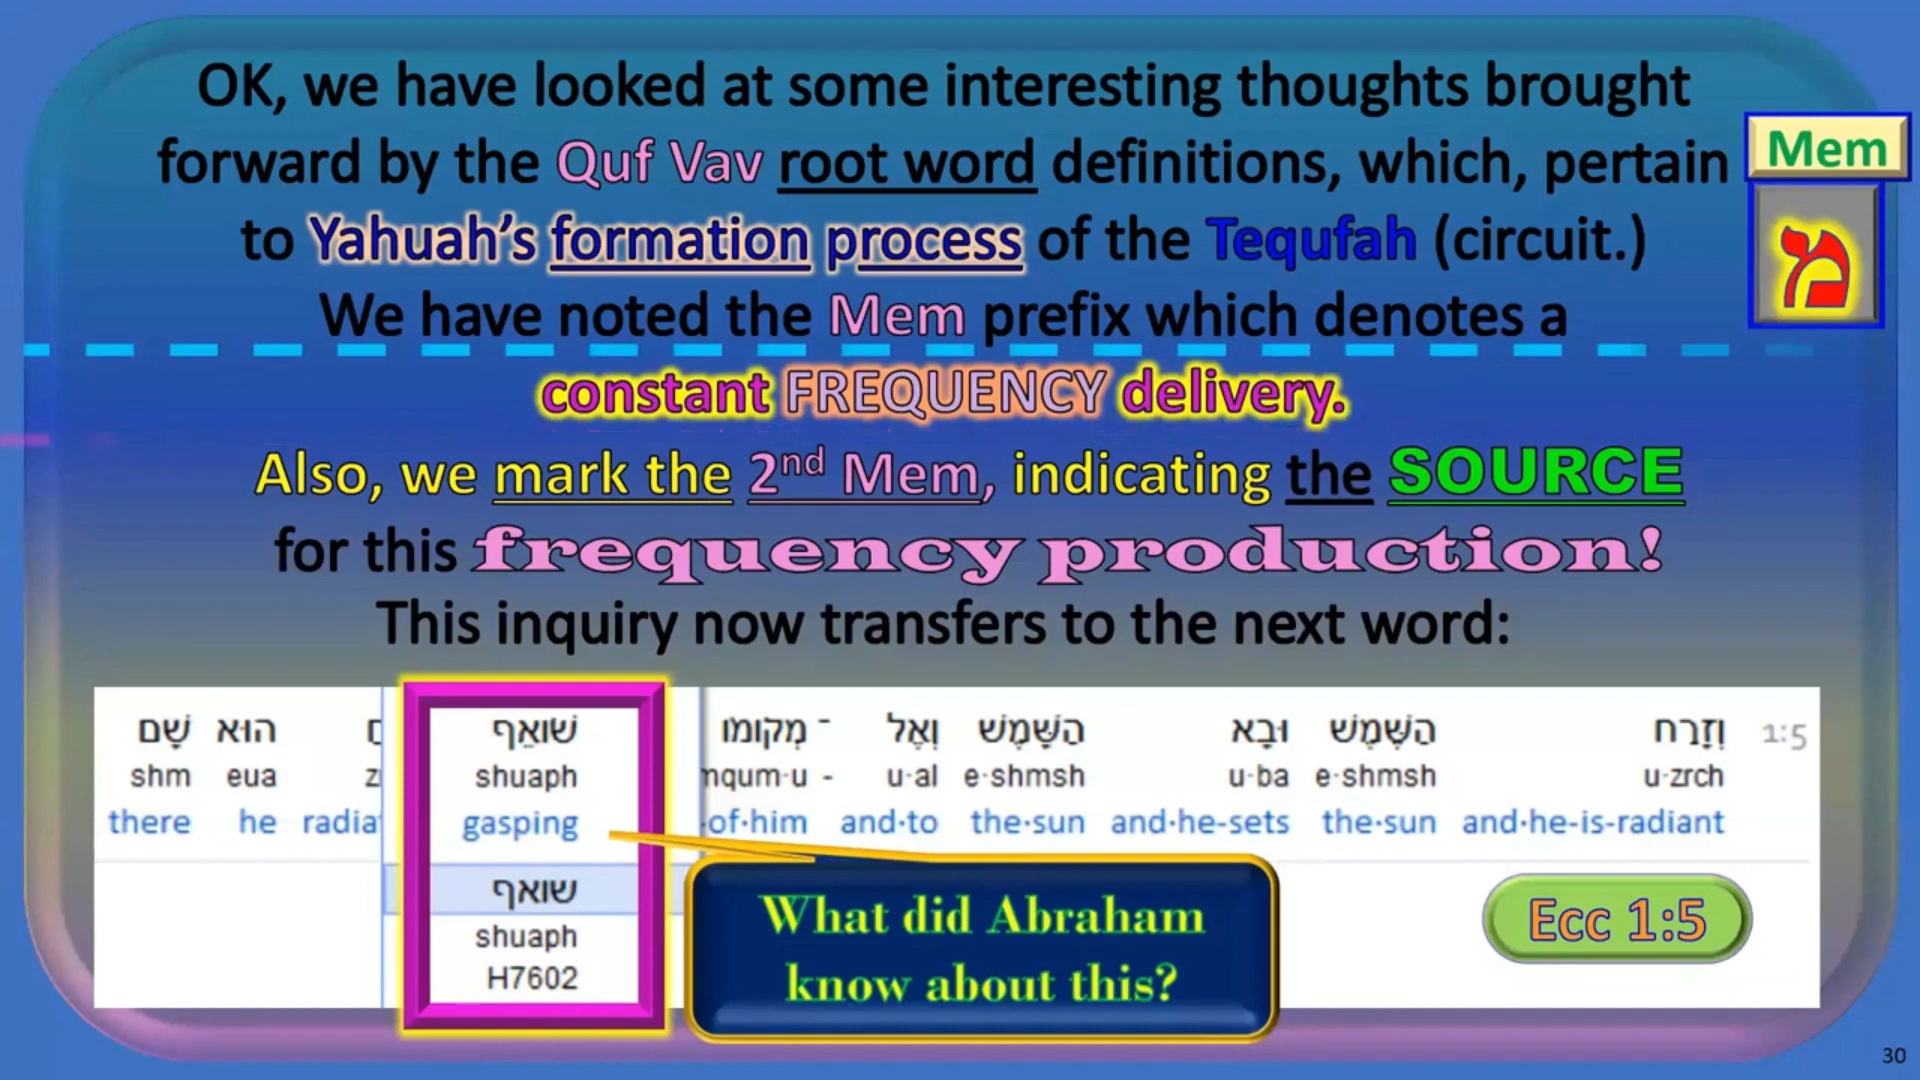 OK, we have looked at some interesting thoughts brought
forward by the Quf Vav root word definitions, which, pertain
to Yahuah’s formation process of the Tequfah (circuit.)
We have noted the Mem prefix which denotes a
constant FREQUENCY delivery.
Also, we mark the 2nd Mem, indicating the SOURCE
for this frequency production!
This inquiry now transfers to the next word:
Mem
מ
1:5 וְזָרַח הַשֶּׁמֶשׁ וּבָא הַשָּׁמֶשׁ וְאֶל ־ מְקוֹמוֹ שׁוֹאֵף הוּא שָׁם
shm eua shuaph mqum·u - u·al e·shmsh u·ba e·shmsh u·zrch
there he gasping of·him and·to the·sun and·he-sets the·sun and·he-is-radiant
שואף
shuaph
H7602
What did Abraham
know about this?
Ecc 1:5
30